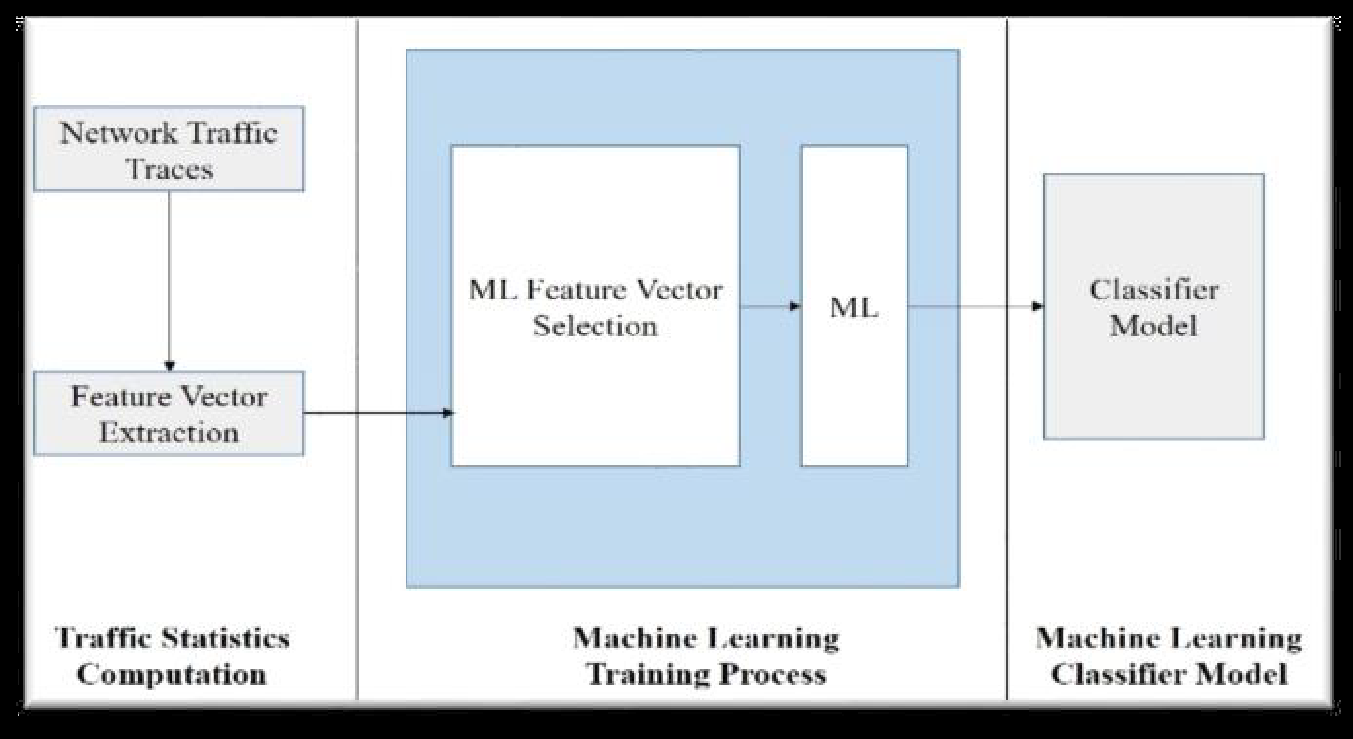 Network Traffic
Traces
Feature Vector
Extraction
ML Feature Vector
Selection
ML
Classifier
Model
Traffic Statistics
Computation
Machine Learning
Training Process
Machine Learning
Classifier Model